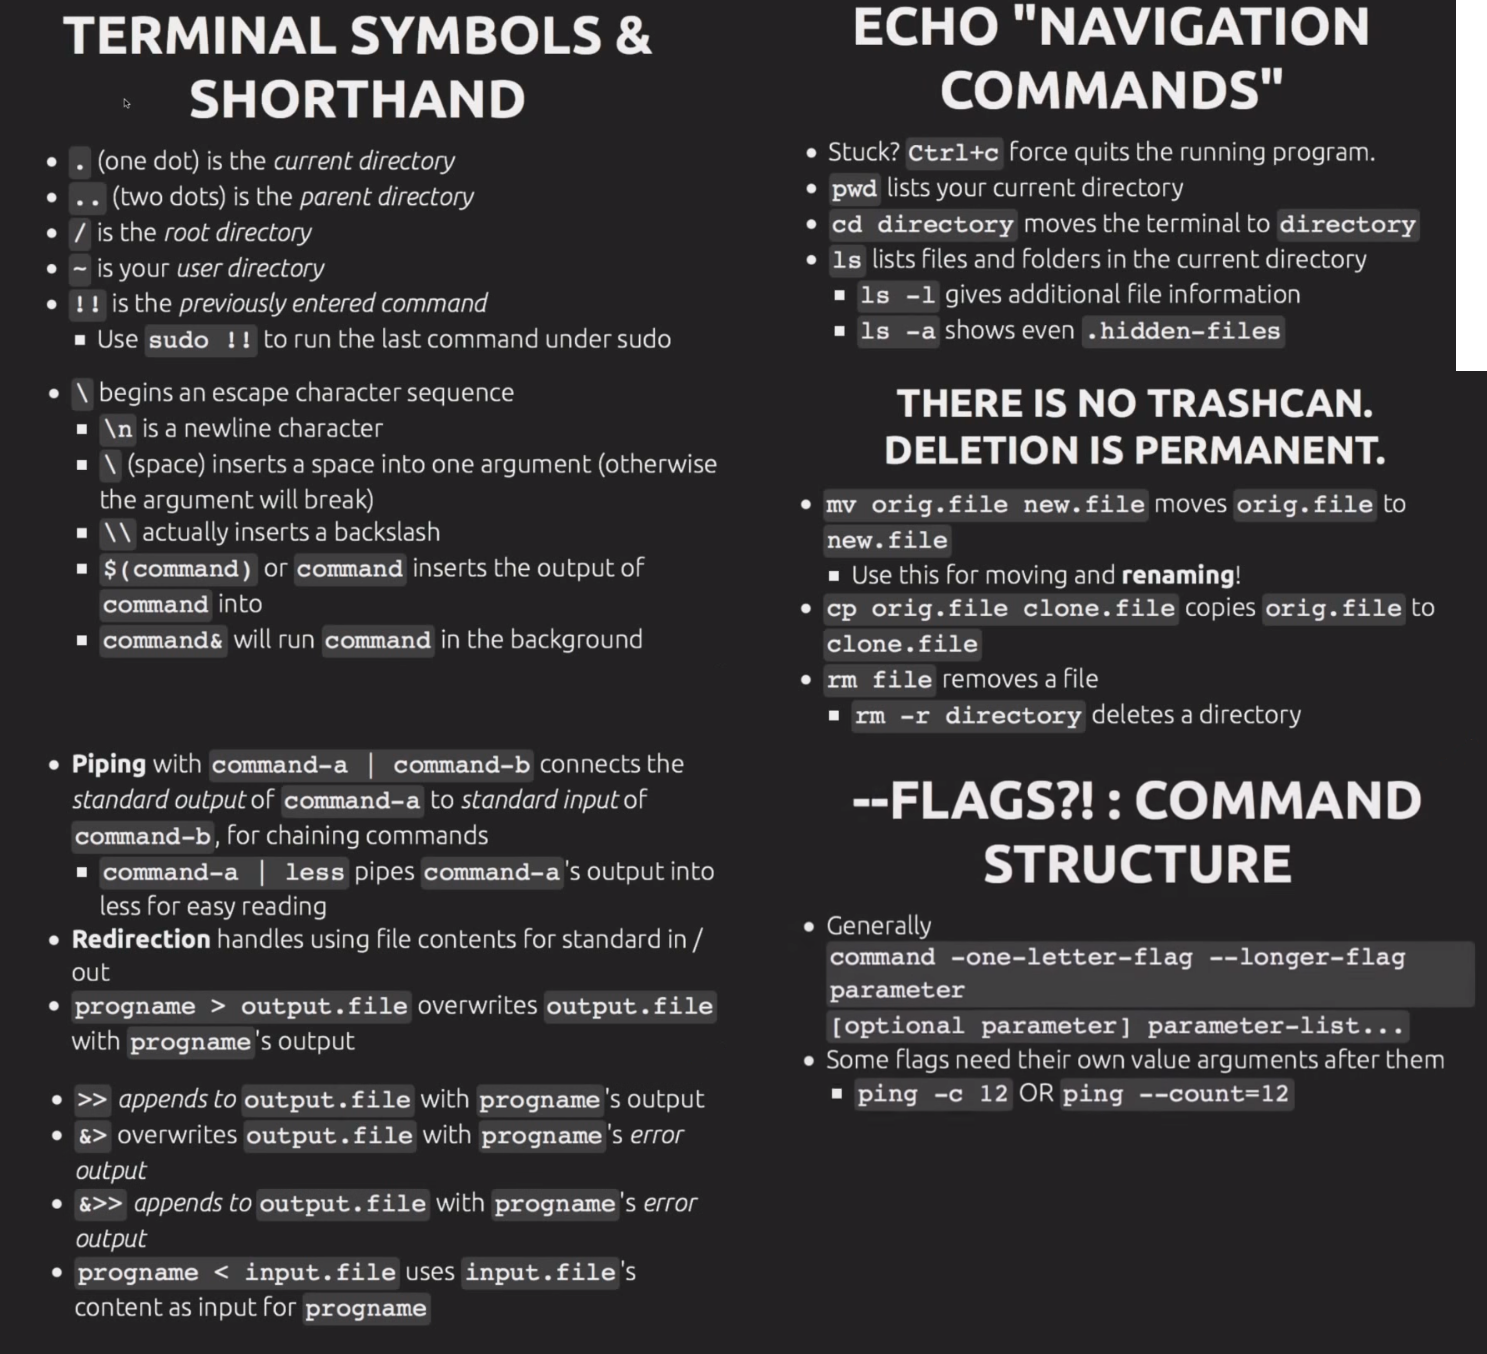 TERMINAL SYMBOLS &
SHORTHAND
. (one dot) is the current directory
.. (two dots) is the parent directory
/ is the root directory
~ is your user directory
!! is the previously entered command
Use sudo !! to run the last command under sudo
\ begins an escape character sequence
\n is a newline character
\ (space) inserts a space into one argument (otherwise
the argument will break)
\\ actually inserts a backslash
$(command) or command inserts the output of
command into
command& will run command in the background
Piping with command-a | command-b connects the
standard output of command-a to standard input of
command-b, for chaining commands
command-a | less pipes command-a's output into
less for easy reading
Redirection handles using file contents for standard in /
out
progname > output.file overwrites output.file
with progname's output
>> appends to output.file with progname's output
&> overwrites output.file with progname's error
output
&>> appends to output.file with progname's error
output
progname < input.file uses input.file's
content as input for progname
ECHO "NAVIGATION
COMMANDS"
Stuck? Ctrl+c force quits the running program.
pwd lists your current directory
cd directory moves the terminal to directory
ls lists files and folders in the current directory
ls -l gives additional file information
ls -a shows even .hidden-files
THERE IS NO TRASHCAN.
DELETION IS PERMANENT.
mv orig.file new.file moves orig.file to
new.file
Use this for moving and renaming!
cp orig.file clone.file copies orig.file to
clone.file
rm file removes a file
rm -r directory deletes a directory
--FLAGS?! : COMMAND
STRUCTURE
Generally
command -one-letter-flag --longer-flag
parameter
[optional parameter] parameter-list...
Some flags need their own value arguments after them
ping -c 12 OR ping --count=12